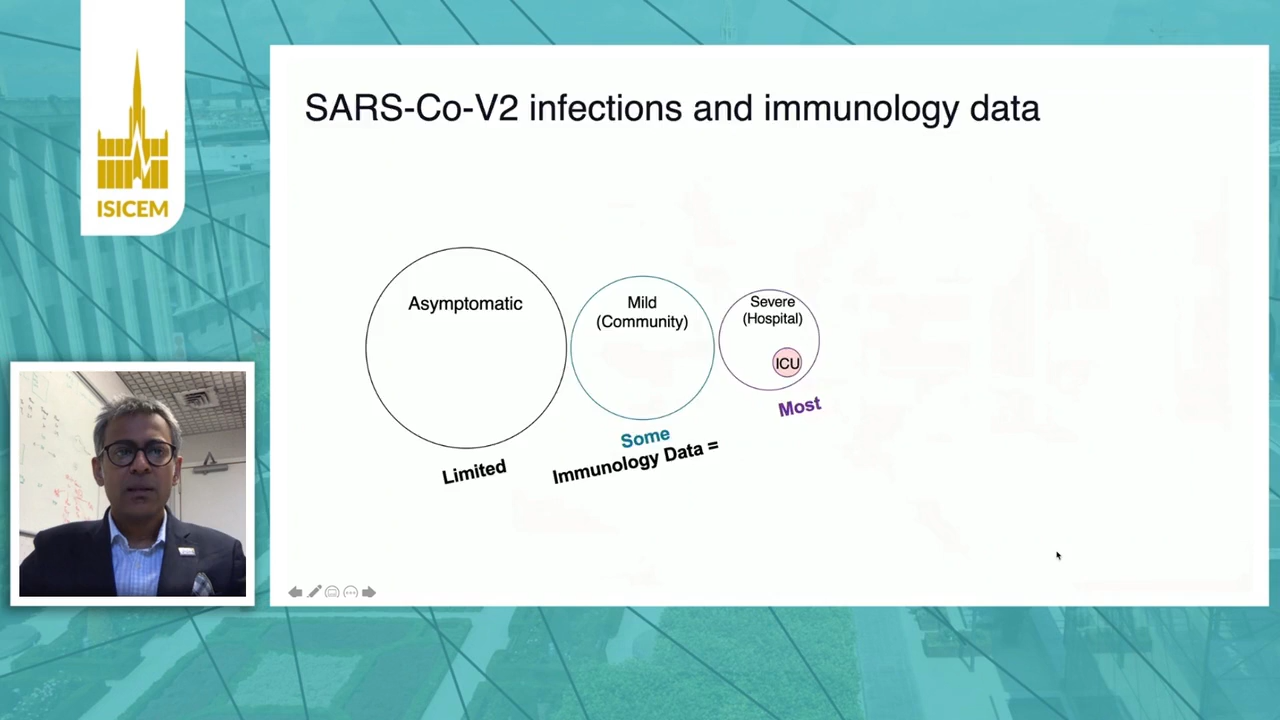 ISICEM
SARS-Co-V2 infections and immunology data
Asymptomatic
Mild
(Community)
Severe
(Hospital)
ICU
Most
Some
Limited
Immunology Data =